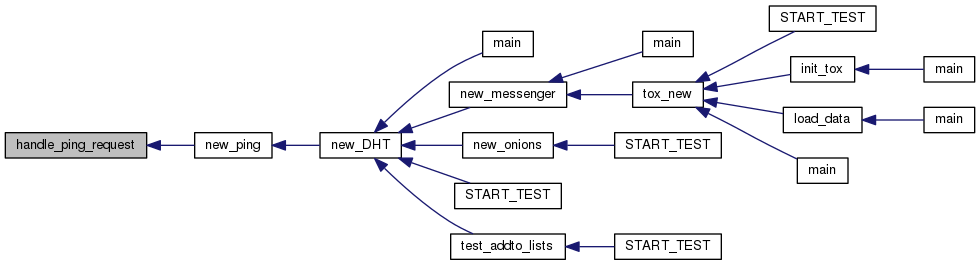 START_TEST
main
main
init_tox
main
new_messenger
tox_new
load_data
main
handle_ping_request
new_ping
new_DHT
new_onions
START_TEST
main
START_TEST
test_addto_lists
START_TEST